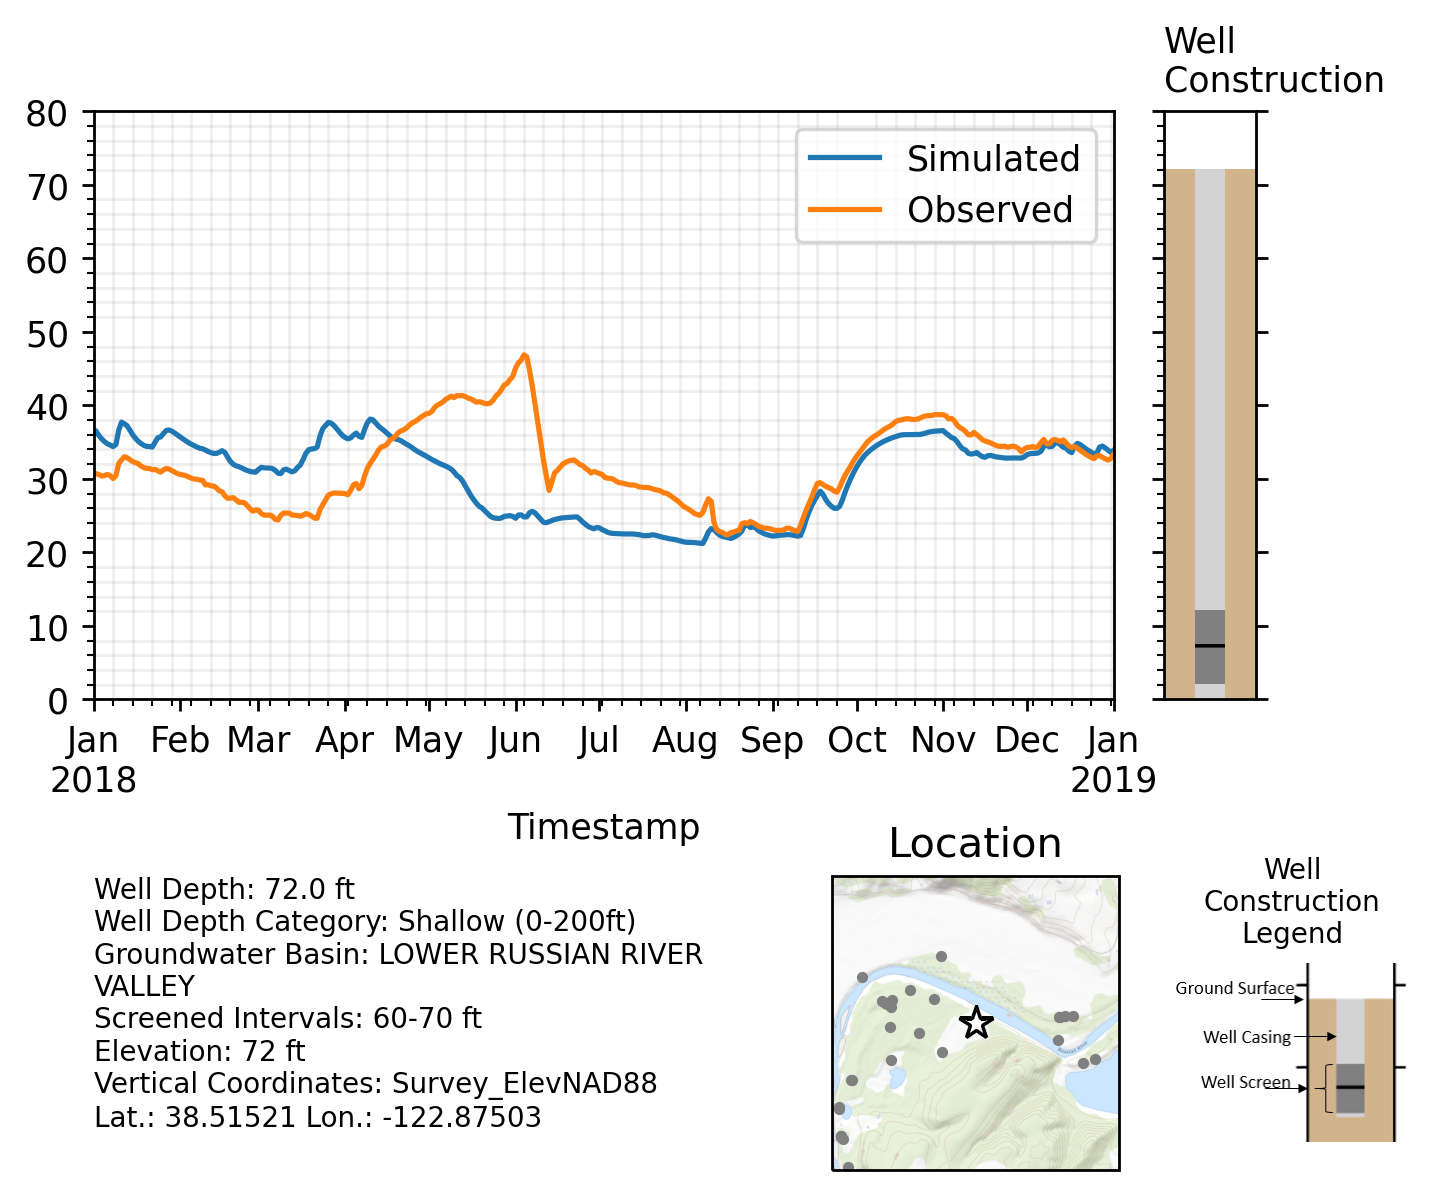 Well
Construction
80
70
60
50
40
30
20
10
0
Simulated
Observed
Jan Feb Mar Apr May Jun Jul Aug Sep Oct Nov Dec Jan
2018 2019
Timestamp
Well Depth: 72.0 ft
Well Depth Category: Shallow (0-200ft)
Groundwater Basin: LOWER RUSSIAN RIVER
VALLEY
Screened Intervals: 60-70 ft
Elevation: 72 ft
Vertical Coordinates: Survey_ElevNAD88
Lat.: 38.51521 Lon.: -122.87503
Location
Russian River
Well
Construction
Legend
Ground Surface
Well Casing
Well Screen